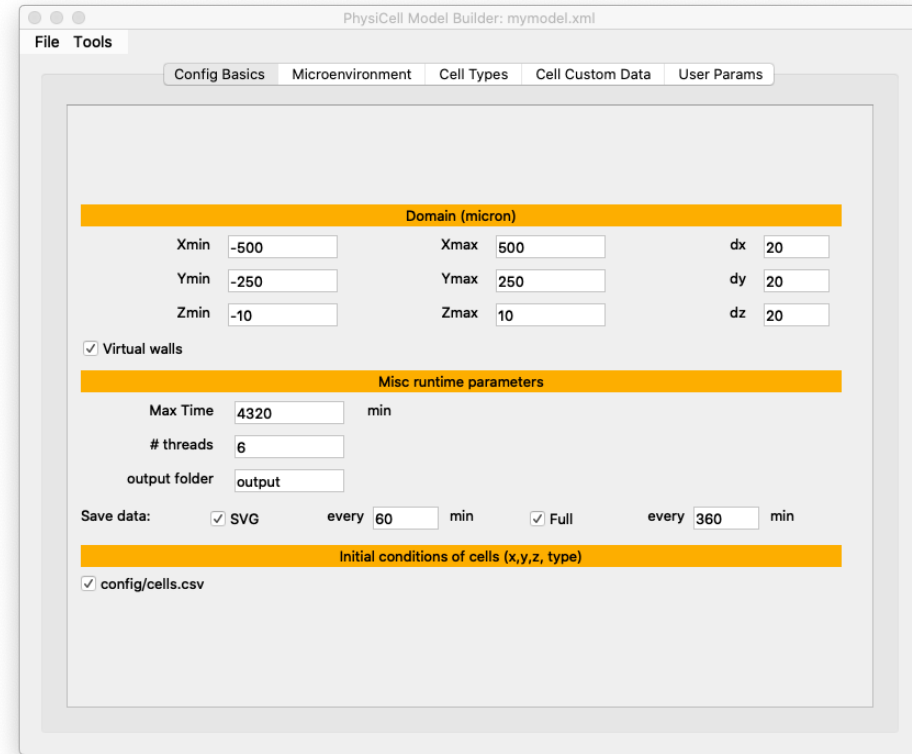 PhysiCell Model Builder: mymodel.xml
File Tools
Config Basics Microenvironment Cell Types Cell Custom Data User Params
Domain (micron)
Xmin -500 Xmax 500 dx 20
Ymin -250 Ymax 250 dy 20
Zmin -10 Zmax 10 dz 20
Virtual walls
Misc runtime parameters
Max Time 4320 min
# threads 6
output folder output
Save data: SVG every 60 min Full every 360 min
Initial conditions of cells (x,y,z, type)
config/cells.csv